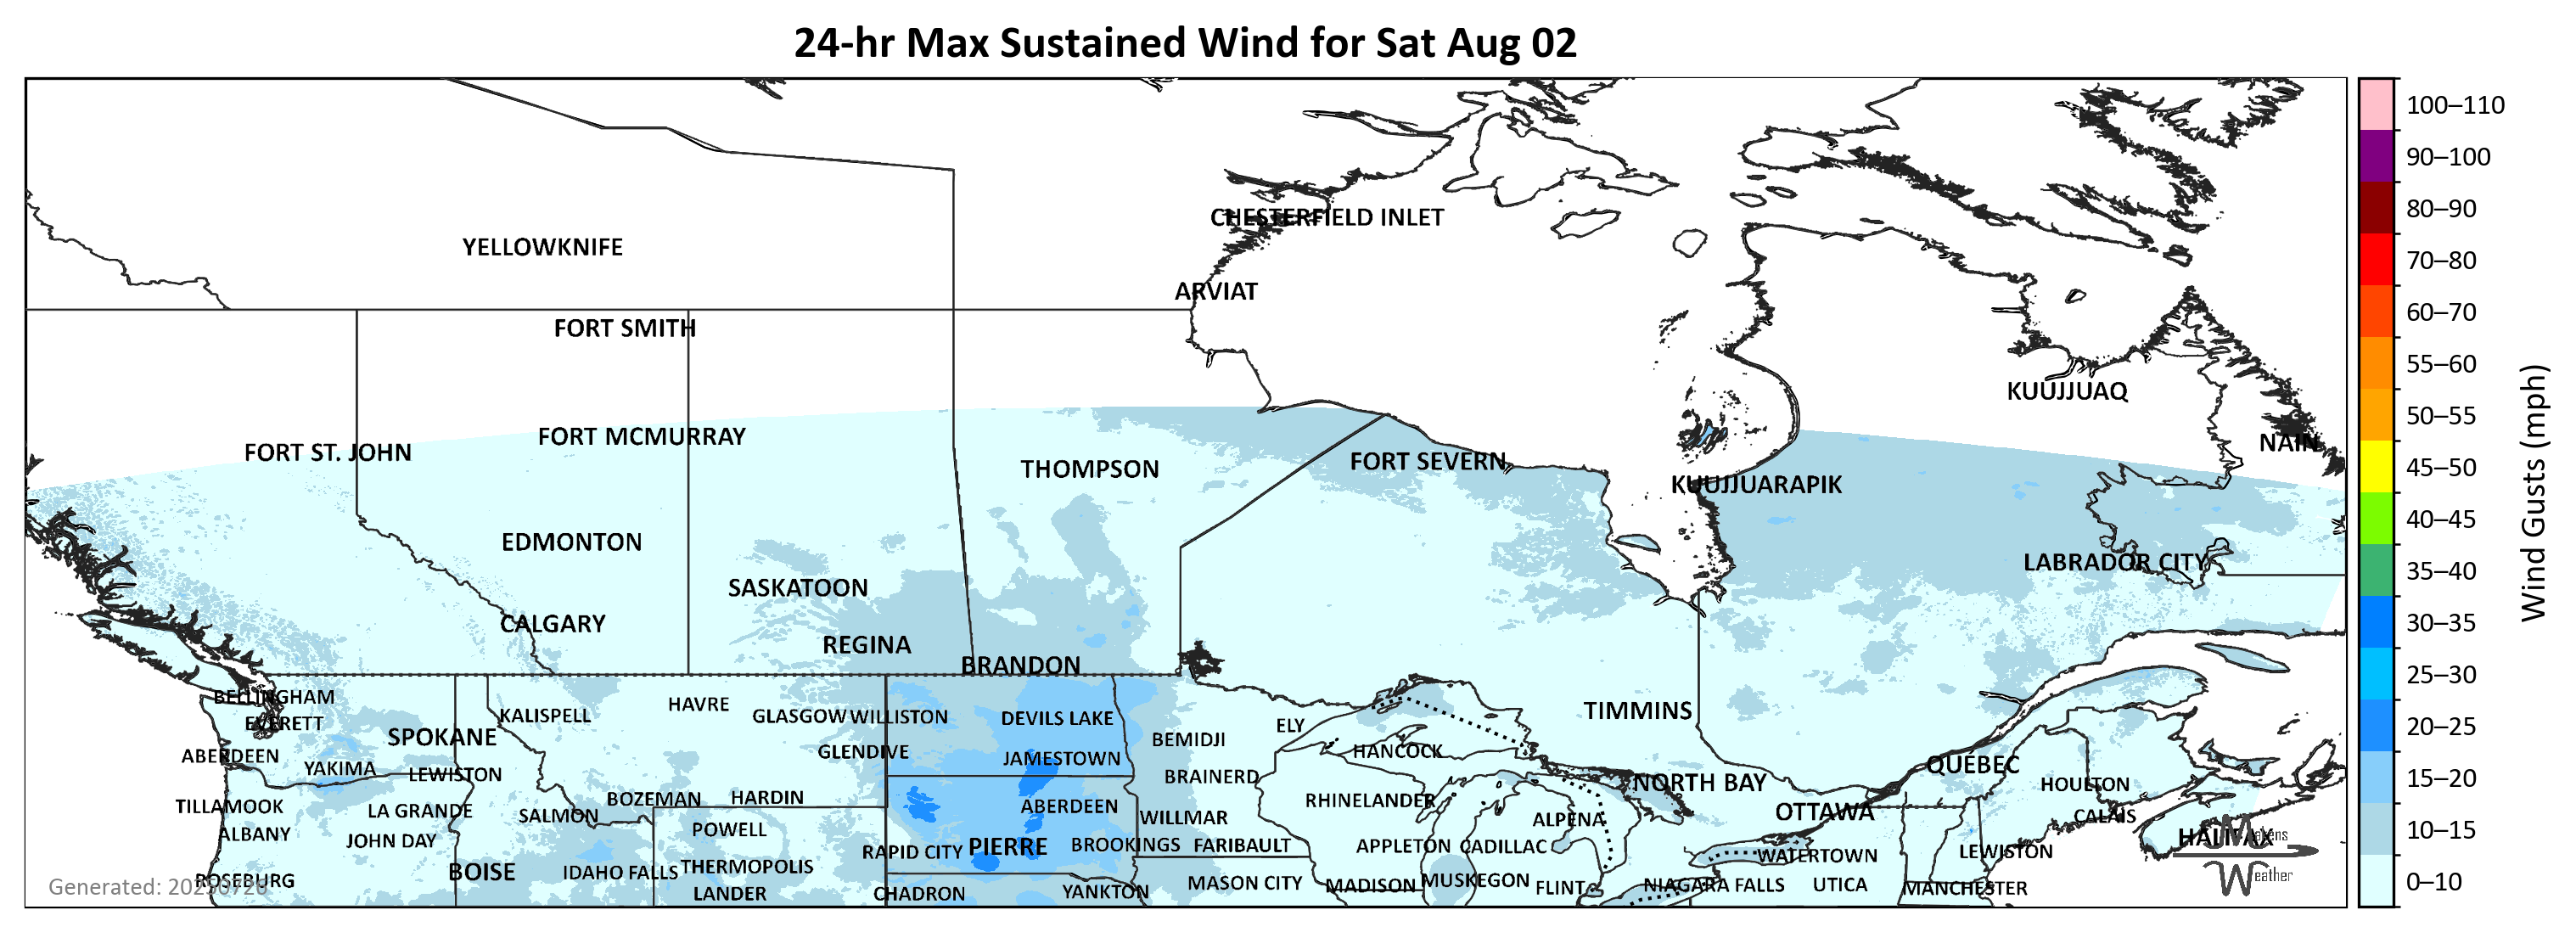 24-hr Max Sustained Wind for Sat Aug 02
100–110
90–100
80–90
70–80
60–70
55–60
50–55
45–50
40–45
35–40
30–35
25–30
20–25
15–20
10–15
0–10
Wind Gusts (mph)
CHESTERFIELD INLET
YELLOWKNIFE
ARVIAT
FORT SMITH
KUUJJUAQ
FORT MCMURRAY
NAIN
FORT ST. JOHN
FORT SEVERN
THOMPSON
KUUJJUARAPIK
EDMONTON
LABRADOR CITY
SASKATOON
CALGARY
REGINA
BRANDON
BELLINGHAM
HAVRE
TIMMINS
KALISPELL
GLASGOW
WILLISTON
DEVILS LAKE
EVERETT
ELY
SPOKANE
BEMIDJI
GLENDIVE
HANCOCK
ABERDEEN
JAMESTOWN
QUEBEC
YAKIMA
LEWISTON
BRAINERD
NORTH BAY
HOULTON
BOZEMAN
HARDIN
RHINELANDER
TILLAMOOK
ABERDEEN
LA GRANDE
OTTAWA
SALMON
CALAIS
WILLMAR
ALPENA
POWELL
ALBANY
HALIFAX
Makens
Weather
JOHN DAY
PIERRE
BROOKINGS
FARIBAULT
APPLETON
CADILLAC
RAPID CITY
LEWISTON
WATERTOWN
THERMOPOLIS
BOISE
IDAHO FALLS
ROSEBURG
MUSKEGON
MASON CITY
MADISON
NIAGARA FALLS
UTICA
FLINT
MANCHESTER
YANKTON
LANDER
CHADRON
Generated: 20250728